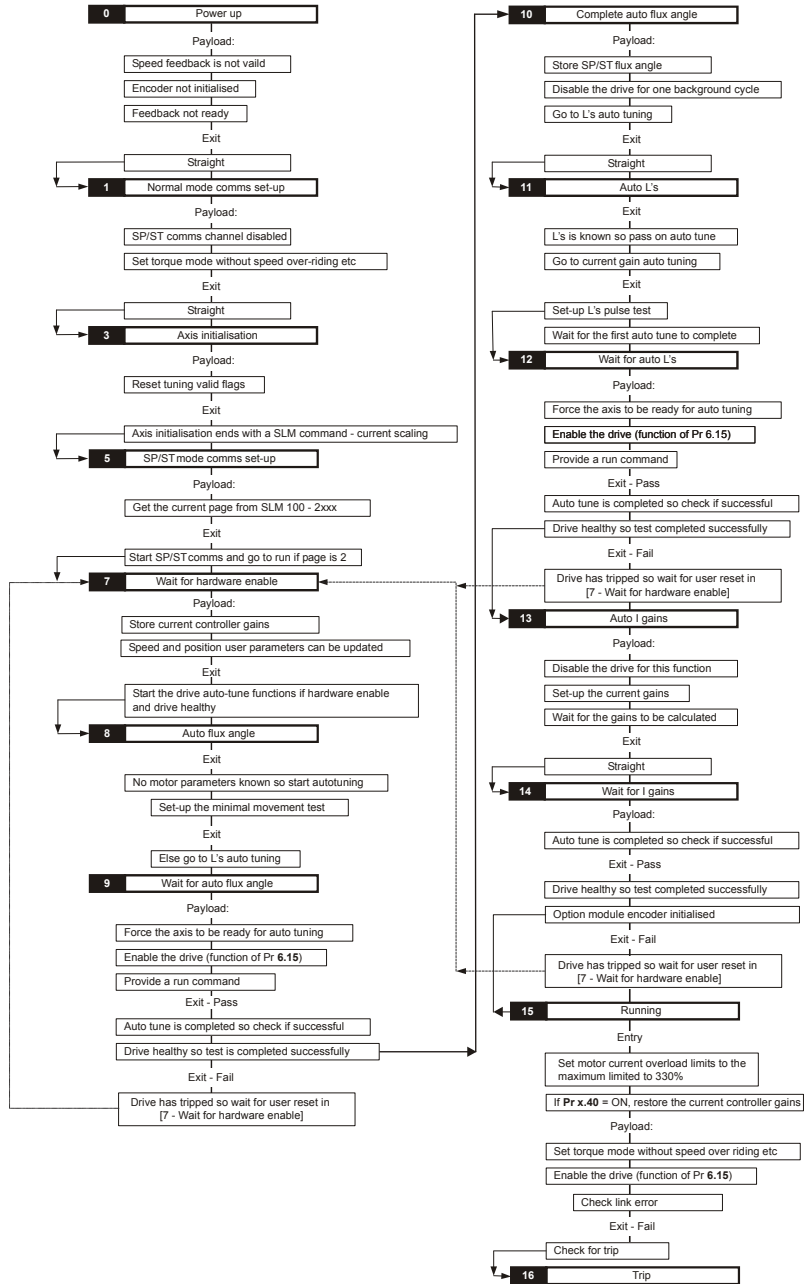 0 Power up
Payload:
Speed feedback is not vaild
Encoder not initialised
Feedback not ready
Exit
Straight
1 Normal mode comms set-up
Payload:
SP/ST comms channel disabled
Set torque mode without speed over-riding etc
Exit
Straight
3 Axis initialisation
Payload:
Reset tuning valid flags
Exit
Axis initialisation ends with a SLM command - current scaling
5 SP/ST mode comms set-up
Payload:
Get the current page from SLM 100 - 2xxx
Exit
Start SP/ST comms and go to run if page is 2
7 Wait for hardware enable
Payload:
Store current controller gains
Speed and position user parameters can be updated
Exit
Start the drive auto-tune functions if hardware enable
and drive healthy
8 Auto flux angle
Exit
No motor parameters known so start autotuning
Set-up the minimal movement test
Exit
Else go to L's auto tuning
9 Wait for auto flux angle
Payload:
Force the axis to be ready for auto tuning
Enable the drive (function of Pr 6.15)
Provide a run command
Exit - Pass
Auto tune is completed so check if successful
Drive healthy so test is completed successfully
Exit - Fail
Drive has tripped so wait for user reset in
[7 - Wait for hardware enable]
10 Complete auto flux angle
Payload:
Store SP/ST flux angle
Disable the drive for one background cycle
Go to L's auto tuning
Exit
Straight
11 Auto L's
Exit
L's is known so pass on auto tune
Go to current gain auto tuning
Exit
Set-up L's pulse test
Wait for the first auto tune to complete
12 Wait for auto L's
Payload:
Force the axis to be ready for auto tuning
Enable the drive (function of Pr 6.15)
Provide a run command
Exit - Pass
Auto tune is completed so check if successful
Drive healthy so test completed successfully
Exit - Fail
Drive has tripped so wait for user reset in
[7 - Wait for hardware enable]
13 Auto I gains
Payload:
Disable the drive for this function
Set-up the current gains
Wait for the gains to be calculated
Exit
Straight
14 Wait for I gains
Payload:
Auto tune is completed so check if successful
Exit - Pass
Drive healthy so test completed successfully
Option module encoder initialised
Exit - Fail
Drive has tripped so wait for user reset in
[7 - Wait for hardware enable]
15 Running
Entry
Set motor current overload limits to the
maximum limited to 330%
If Pr x.40 = ON, restore the current controller gains
Payload:
Set torque mode without speed over riding etc
Enable the drive (function of Pr 6.15)
Check link error
Exit - Fail
Check for trip
16 Trip